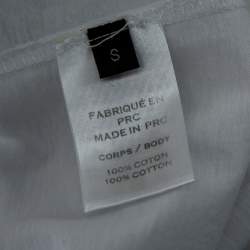 S
FABRIQUÉ EN
PRC
MADE IN PRC
CORPS / BODY
100% COTON
100% COTTON